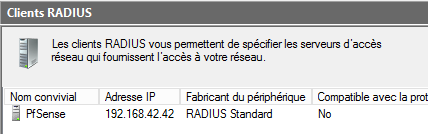 Clients RADIUS
Les clients RADIUS vous permettent de spécifier les serveurs d'accès
réseau qui fournissent l'accès à votre réseau.
Nom convivial Adresse IP Fabricant du périphérique Compatible avec la prot
PfSense 192.168.42.42 RADIUS Standard No